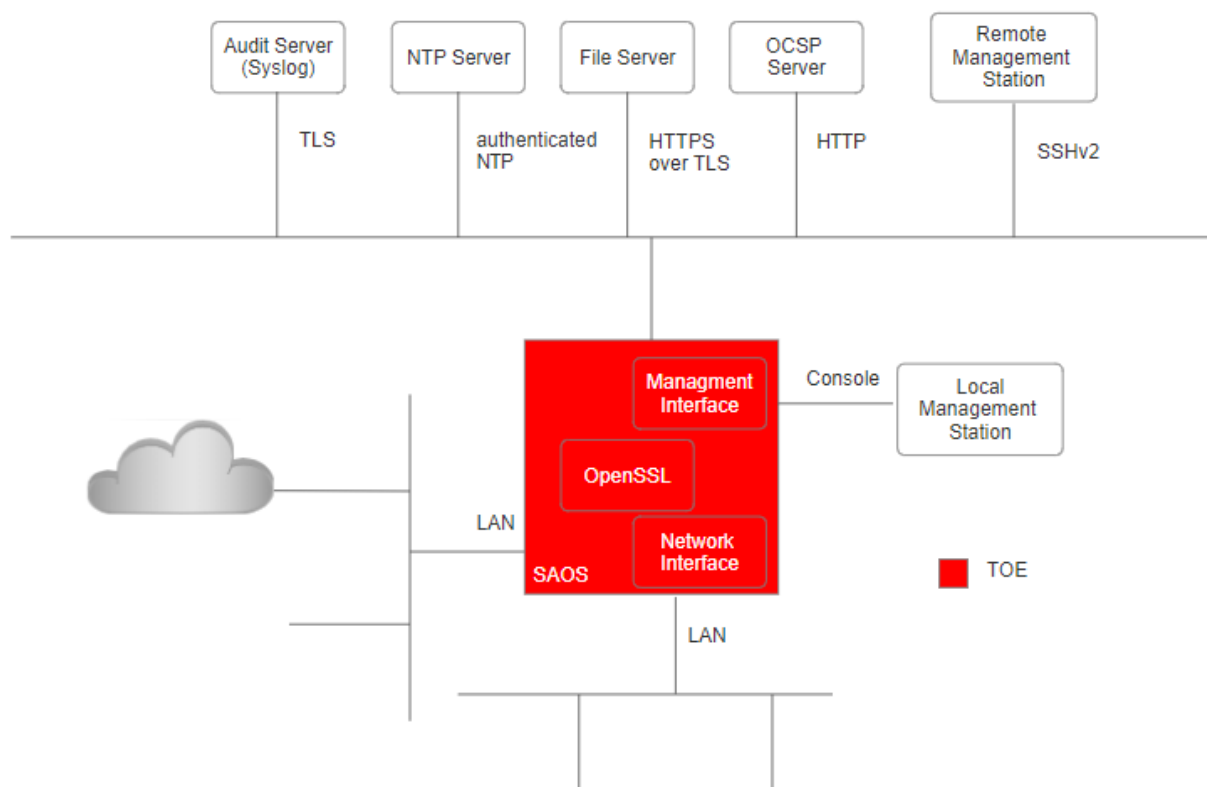 Audit Server
(Syslog)
NTP Server
File Server
OCSP
Server
Remote
Management
Station
TLS
authenticated
NTP
HTTPS
over TLS
HTTP
SSHv2
Managment
Interface
Console
Local
Management
Station
OpenSSL
LAN
Network
Interface
SAOS
TOE
LAN